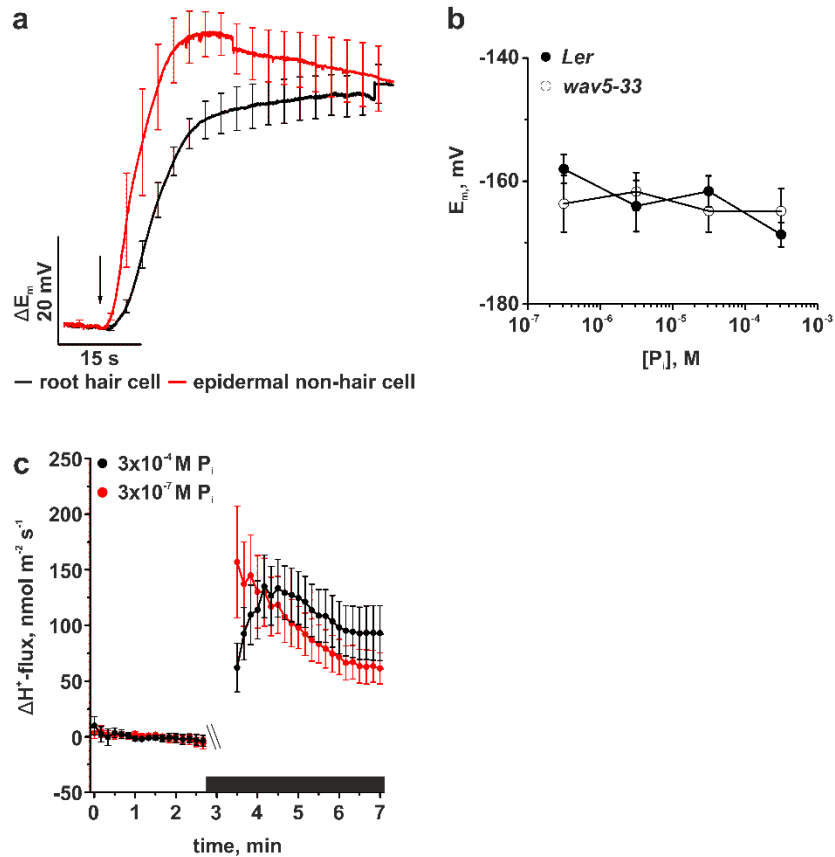 a
ΔEₘ
20 mV
15 s
root hair cell
epidermal non-hair cell
b
Ler
wav5-33
-140
-160
-180
Eₘ, mV
10⁻⁷
10⁻⁶
10⁻⁵
10⁻⁴
10⁻³
[Pᵢ], M
c
3x10⁻⁴ M Pᵢ
3x10⁻⁷ M Pᵢ
250
200
150
100
50
0
-50
ΔH⁺-flux, nmol m⁻² s⁻¹
0 1 2 3 4 5 6 7
time, min